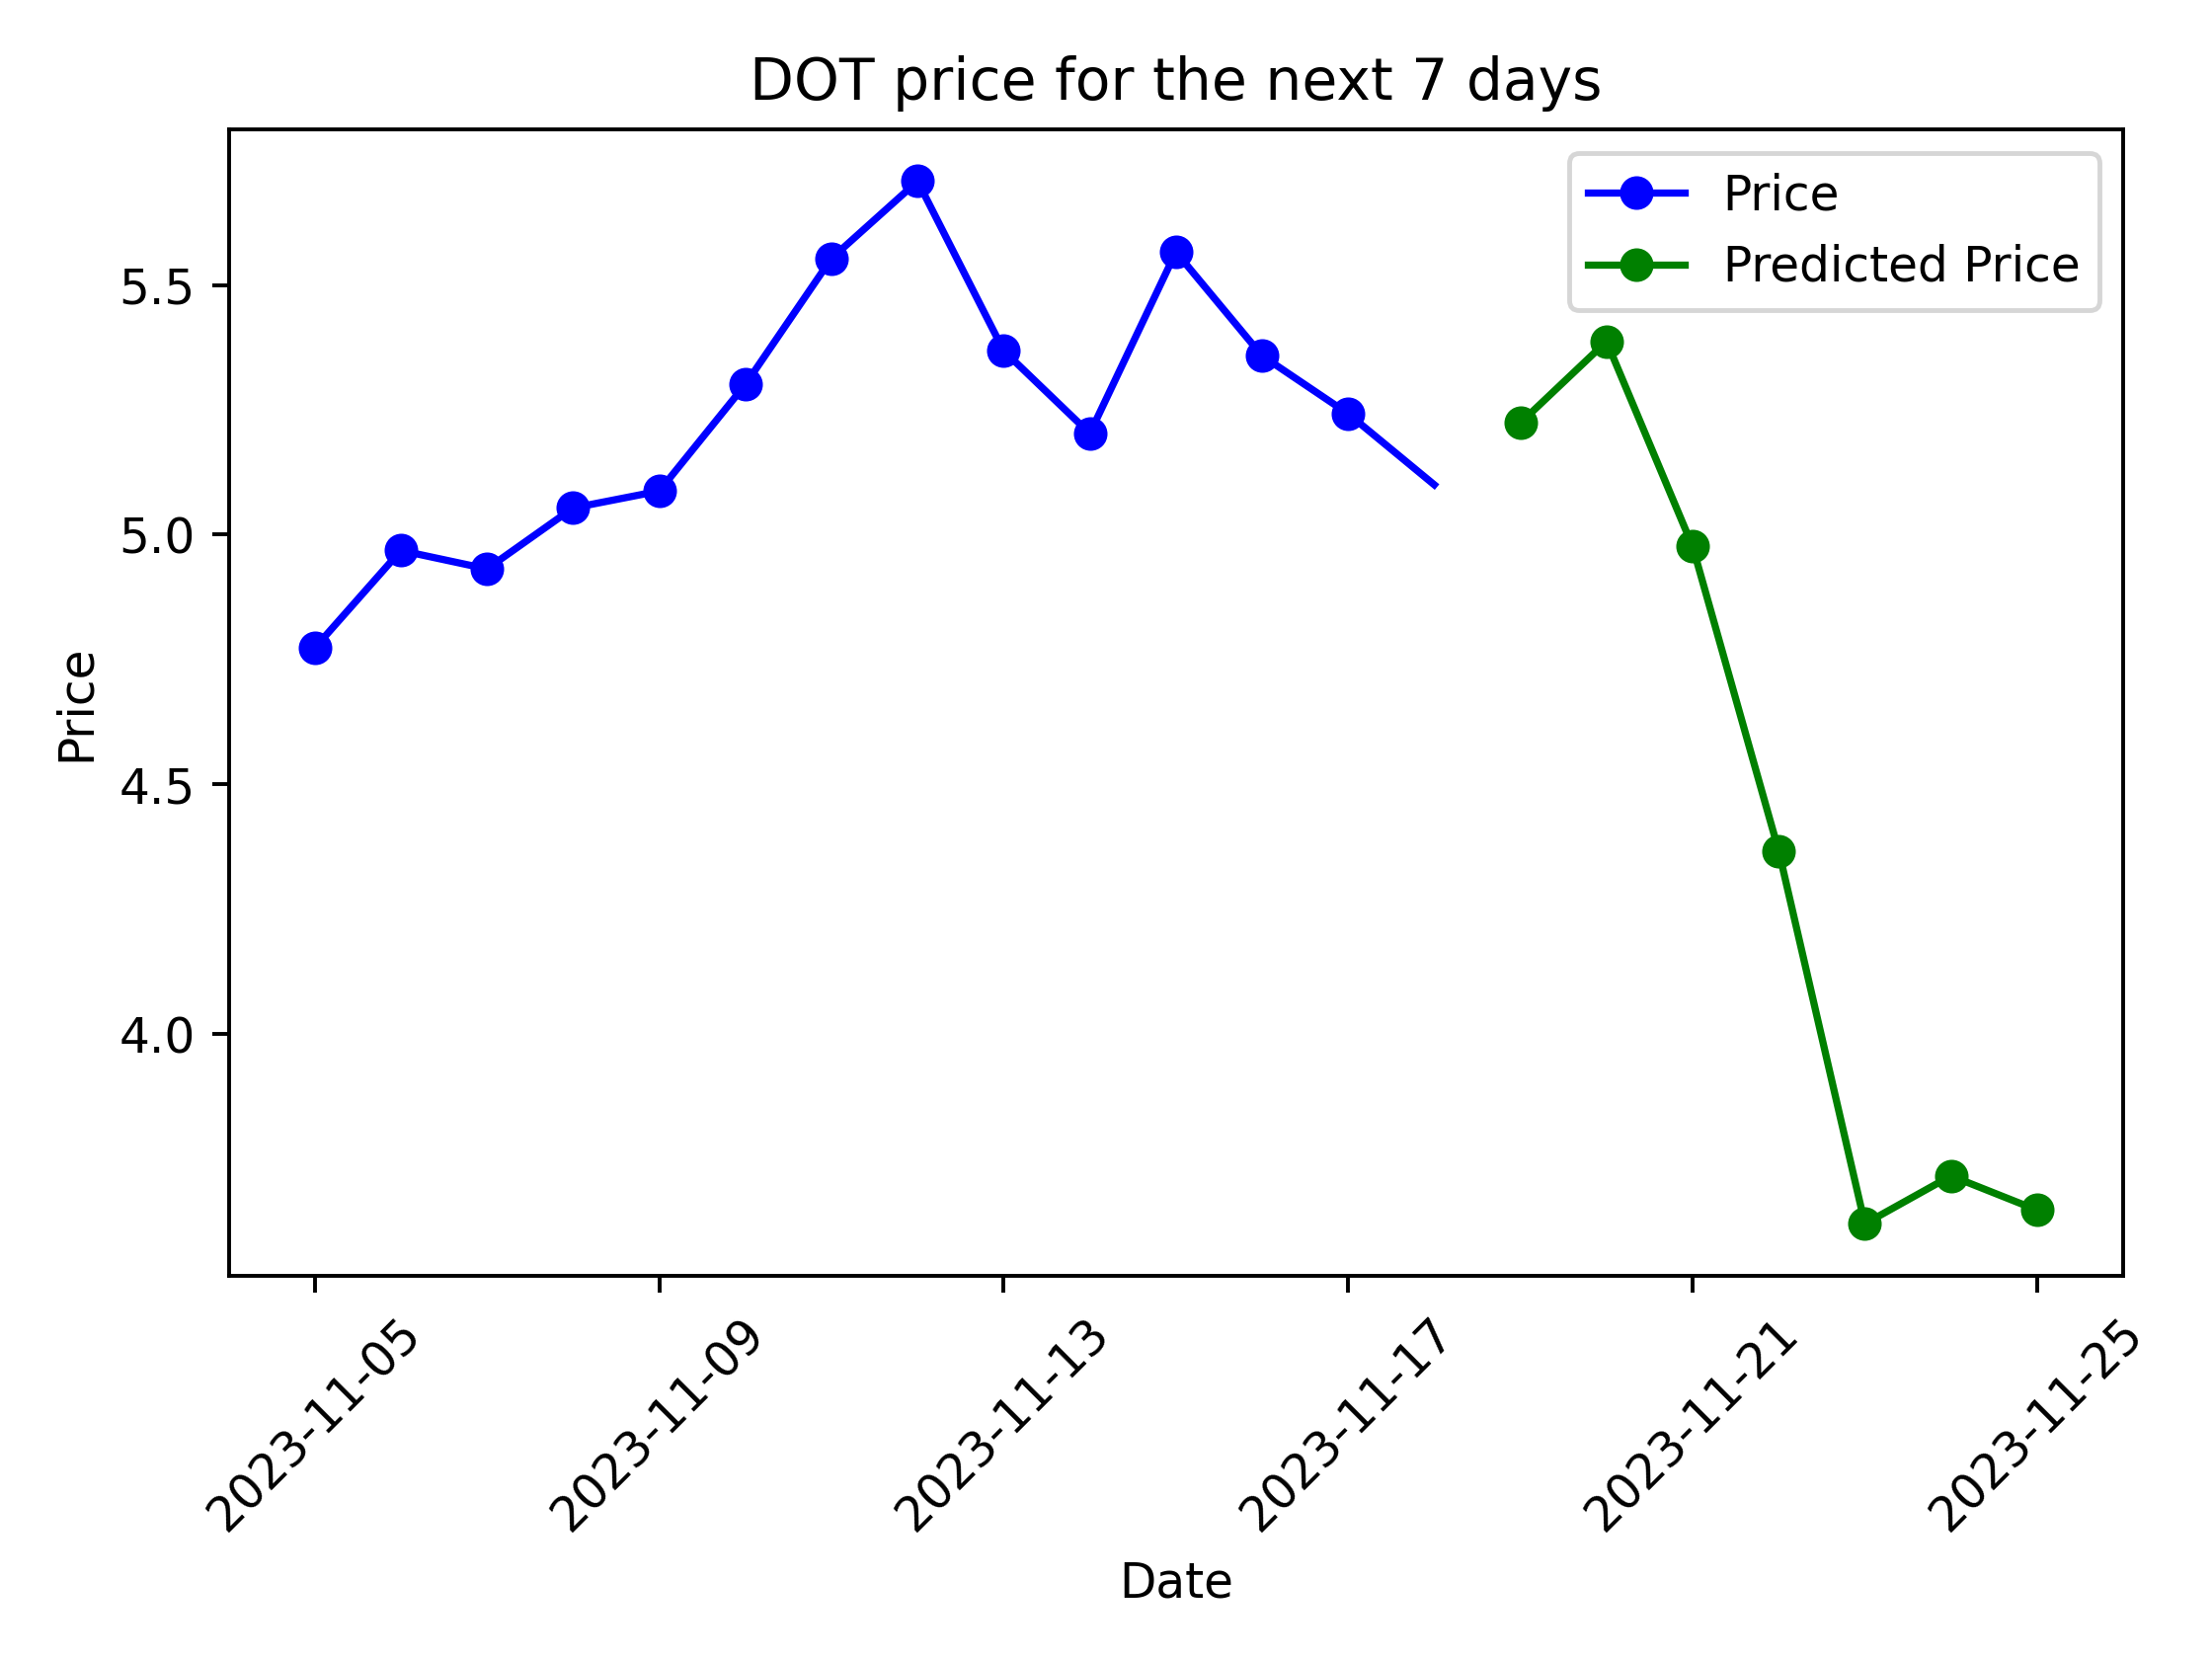 DOT price for the next 7 days
Price
Predicted Price
5.5
5.0
4.5
4.0
Price
2023-11-05
2023-11-09
2023-11-13
2023-11-17
2023-11-21
2023-11-25
Date